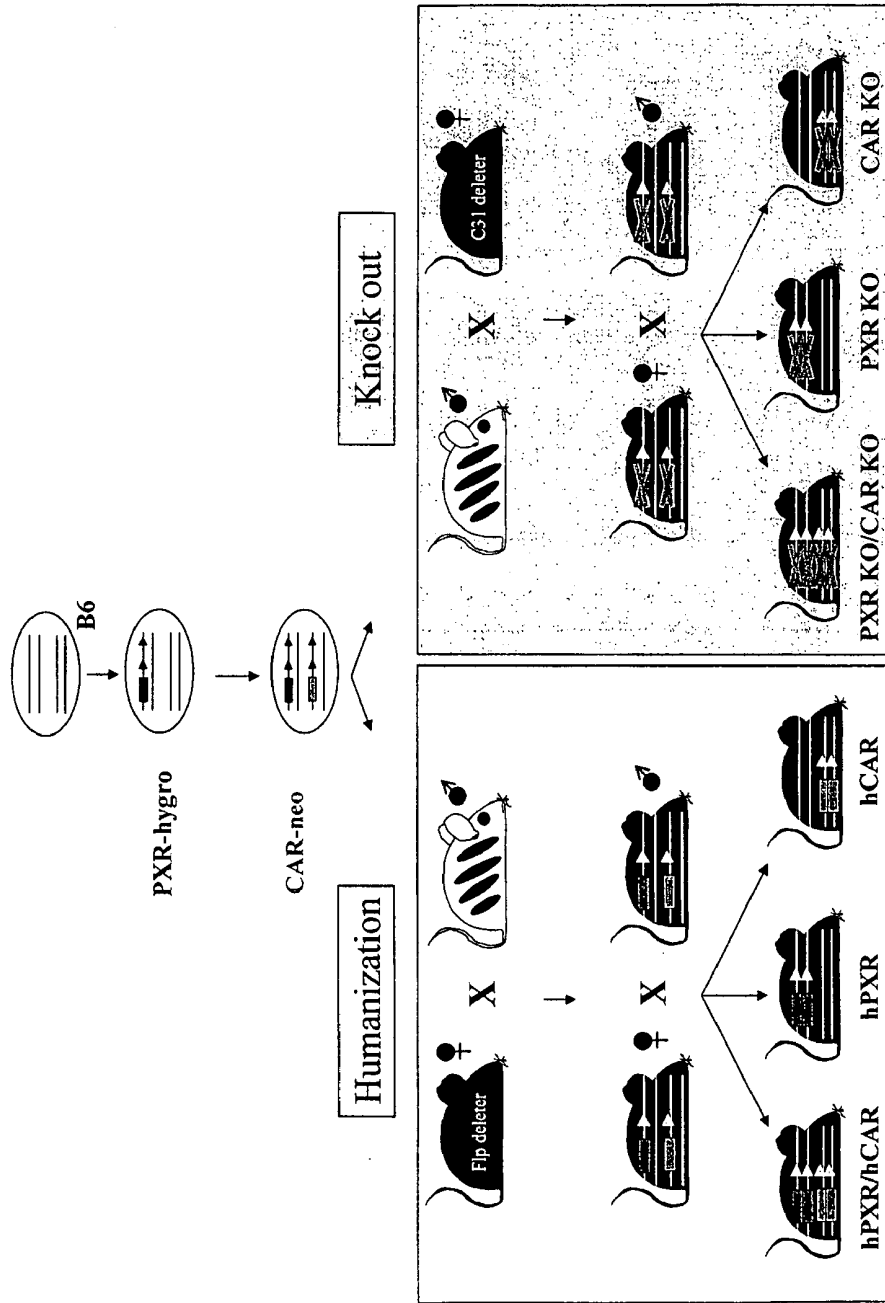 B6
PXR-hygro
CAR-neo
Humanization
Flp deleter
X
X
hPXR/hCAR
hPXR
hCAR
Knock out
X
C31 deleter
X
PXR KO/CAR KO
PXR KO
CAR KO